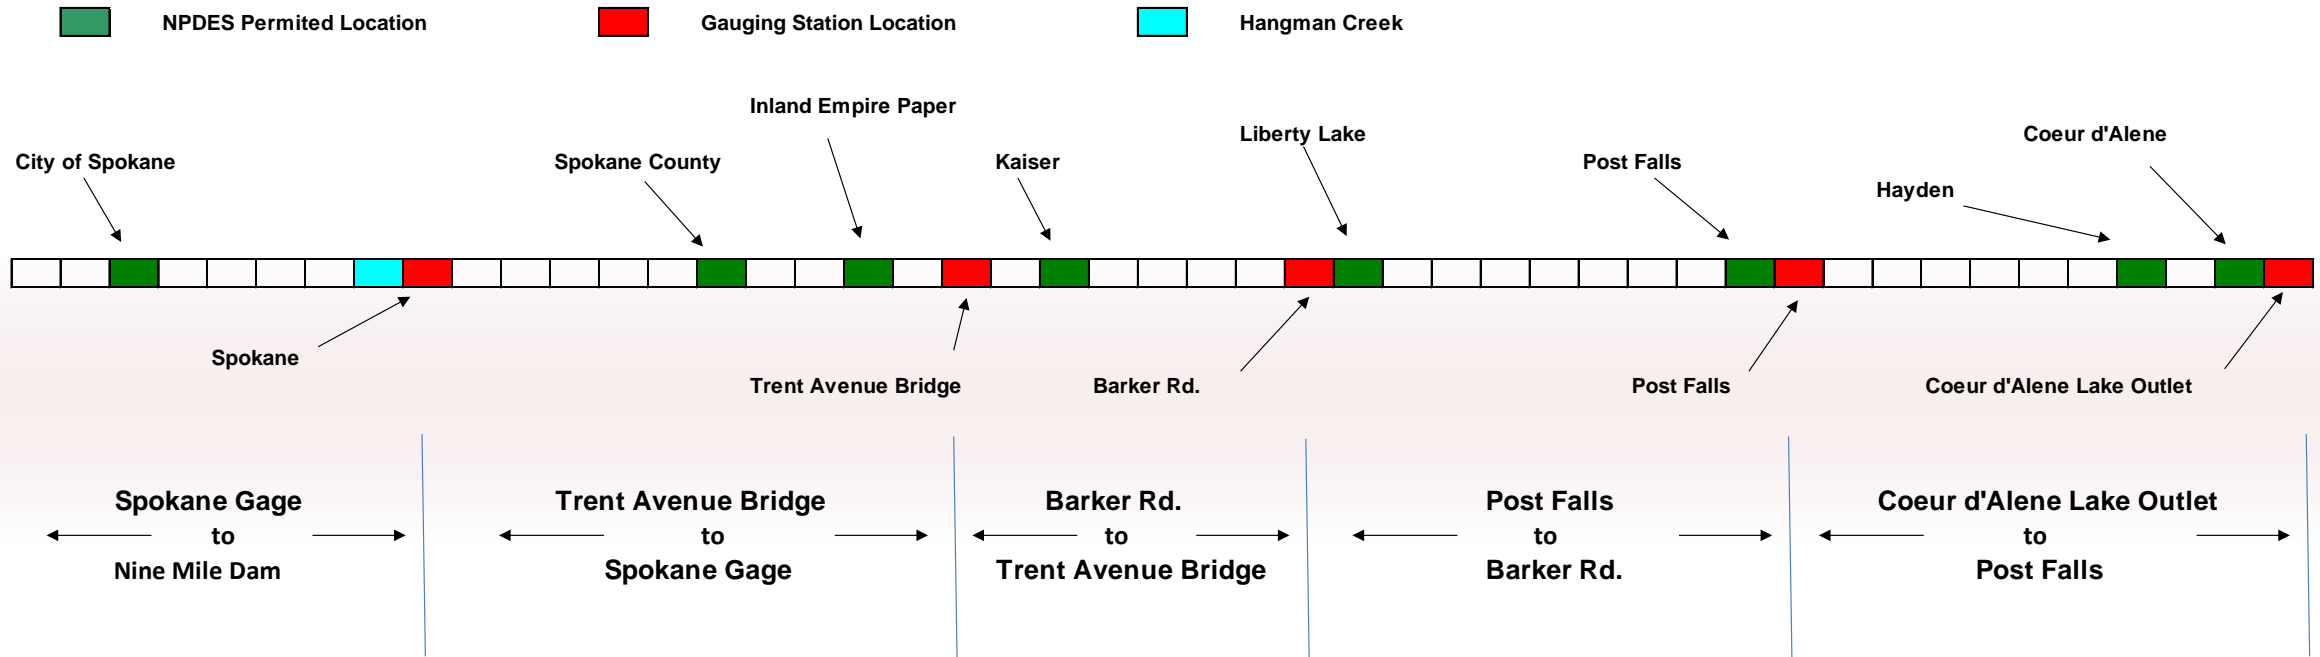 NPDES Permited Location
Gauging Station Location
Hangman Creek
Inland Empire Paper
Liberty Lake
Coeur d'Alene
City of Spokane
Spokane County
Kaiser
Post Falls
Hayden
Spokane
Trent Avenue Bridge
Barker Rd.
Post Falls
Coeur d'Alene Lake Outlet
Spokane Gage
to
Nine Mile Dam
Trent Avenue Bridge
to
Spokane Gage
Barker Rd.
to
Trent Avenue Bridge
Post Falls
to
Barker Rd.
Coeur d'Alene Lake Outlet
to
Post Falls